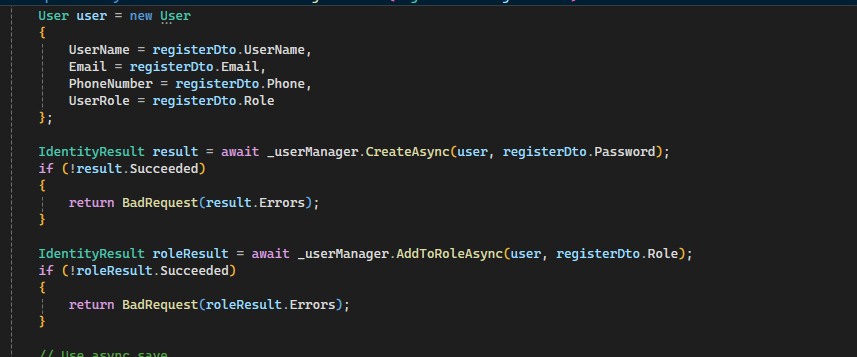 User user = new User
{
UserName = registerDto.UserName,
Email = registerDto.Email,
PhoneNumber = registerDto.Phone,
UserRole = registerDto.Role
};
IdentityResult result = await _userManager.CreateAsync(user, registerDto.Password);
if (!result.Succeeded)
{
return BadRequest(result.Errors);
}
IdentityResult roleResult = await _userManager.AddToRoleAsync(user, registerDto.Role);
if (!roleResult.Succeeded)
{
return BadRequest(roleResult.Errors);
}
// Use async save